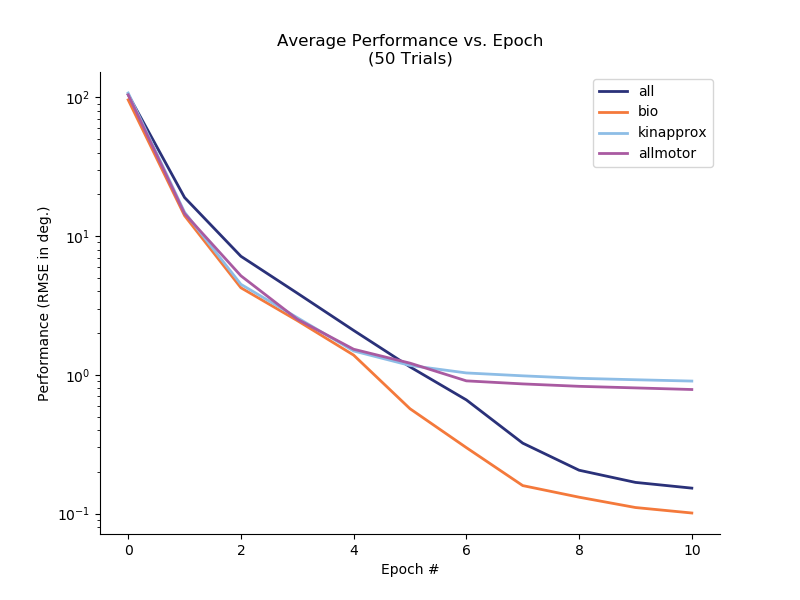 Average Performance vs. Epoch
(50 Trials)
all
bio
kinapprox
allmotor
Performance (RMSE in deg.)
10²
10¹
10⁰
10⁻¹
0 2 4 6 8 10
Epoch #